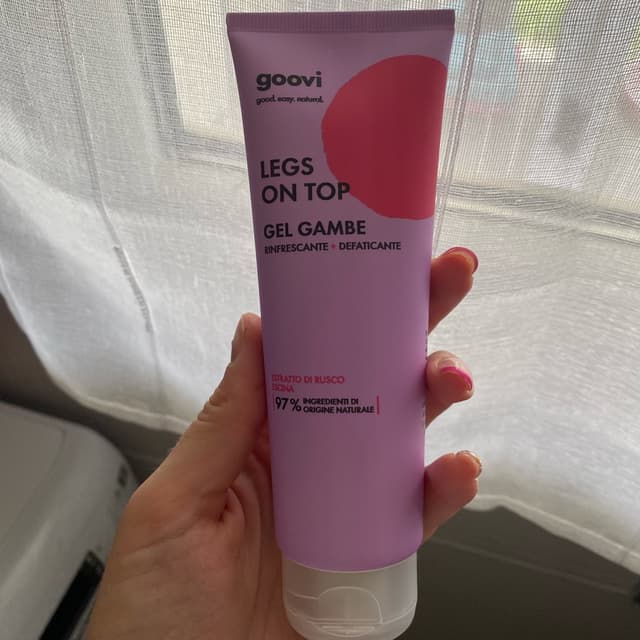 goovi
good. easy. natural.
LEGS
ON TOP
GEL GAMBE
RINFRESCANTE + DEFATICANTE
ESTRATTO DI RUSCO
ESCINA
97% INGREDIENTI DI
ORIGINE NATURALE